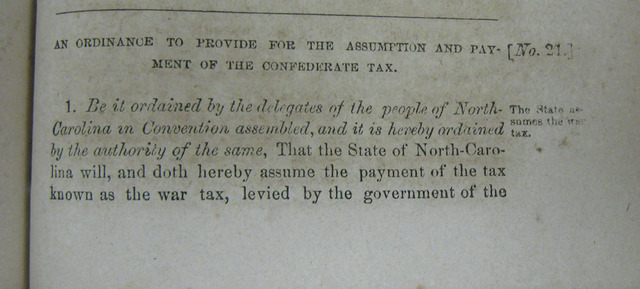 AN ORDINANCE TO PROVIDE FOR THE ASSUMPTION AND PAY- [No. 21.]
MENT OF THE CONFEDERATE TAX.
1. Be it ordained by the delegates of the people of North-
Carolina in Convention assembled, and it is hereby ordained
by the authority of the same, That the State of North-Caro-
lina will, and doth hereby assume the payment of the tax
known as the war tax, levied by the government of the
The State as-
sumes the war
tax.